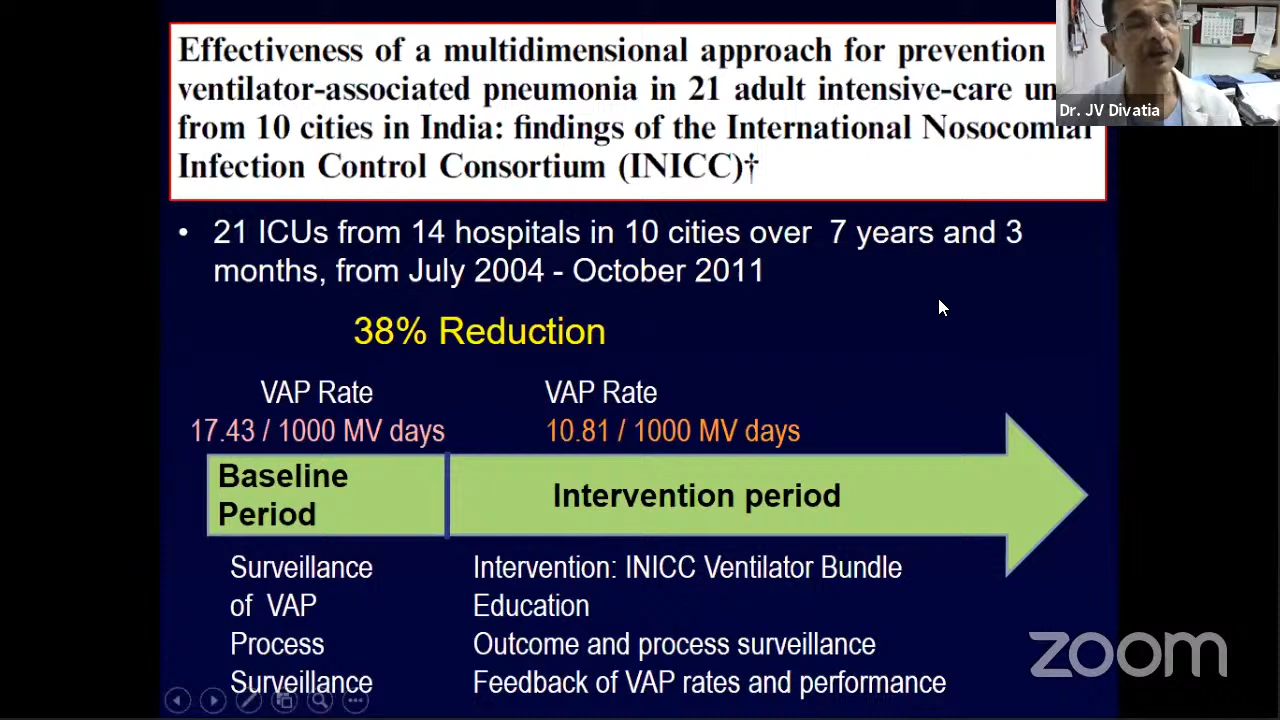 Effectiveness of a multidimensional approach for prevention
ventilator-associated pneumonia in 21 adult intensive-care
from 10 cities in India: findings of the International Nosocomial
Infection Control Consortium (INICC)†
Dr. JV Divatia
• 21 ICUs from 14 hospitals in 10 cities over 7 years and 3
months, from July 2004 - October 2011
38% Reduction
VAP Rate
17.43 / 1000 MV days
VAP Rate
10.81 / 1000 MV days
Baseline
Period
Intervention period
Surveillance
of VAP
Process
Surveillance
Intervention: INICC Ventilator Bundle
Education
Outcome and process surveillance
Feedback of VAP rates and performance
zoom